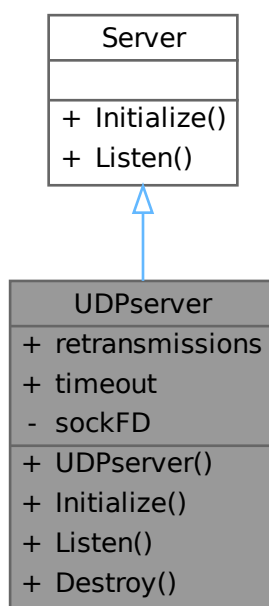 Server
+ Initialize()
+ Listen()
UDPserver
+ retransmissions
+ timeout
- sockFD
+ UDPserver()
+ Initialize()
+ Listen()
+ Destroy()